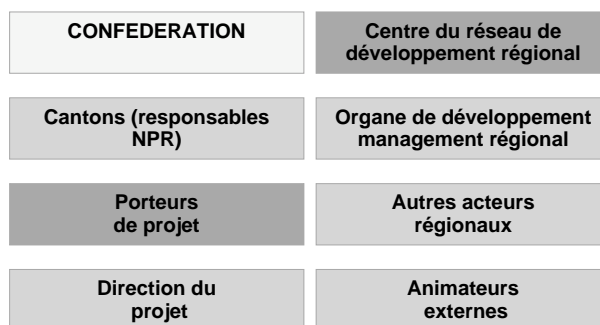 CONFEDERATION
Centre du réseau de
développement régional
Cantons (responsables
NPR)
Organe de développement
management régional
Porteurs
de projet
Autres acteurs
régionaux
Direction du
projet
Animateurs
externes